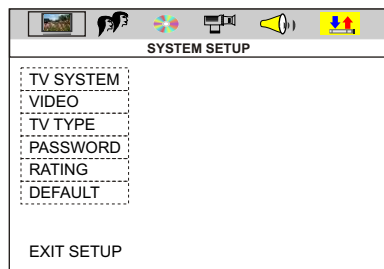 SYSTEM SETUP
TV SYSTEM
VIDEO
TV TYPE
PASSWORD
RATING
DEFAULT
EXIT SETUP